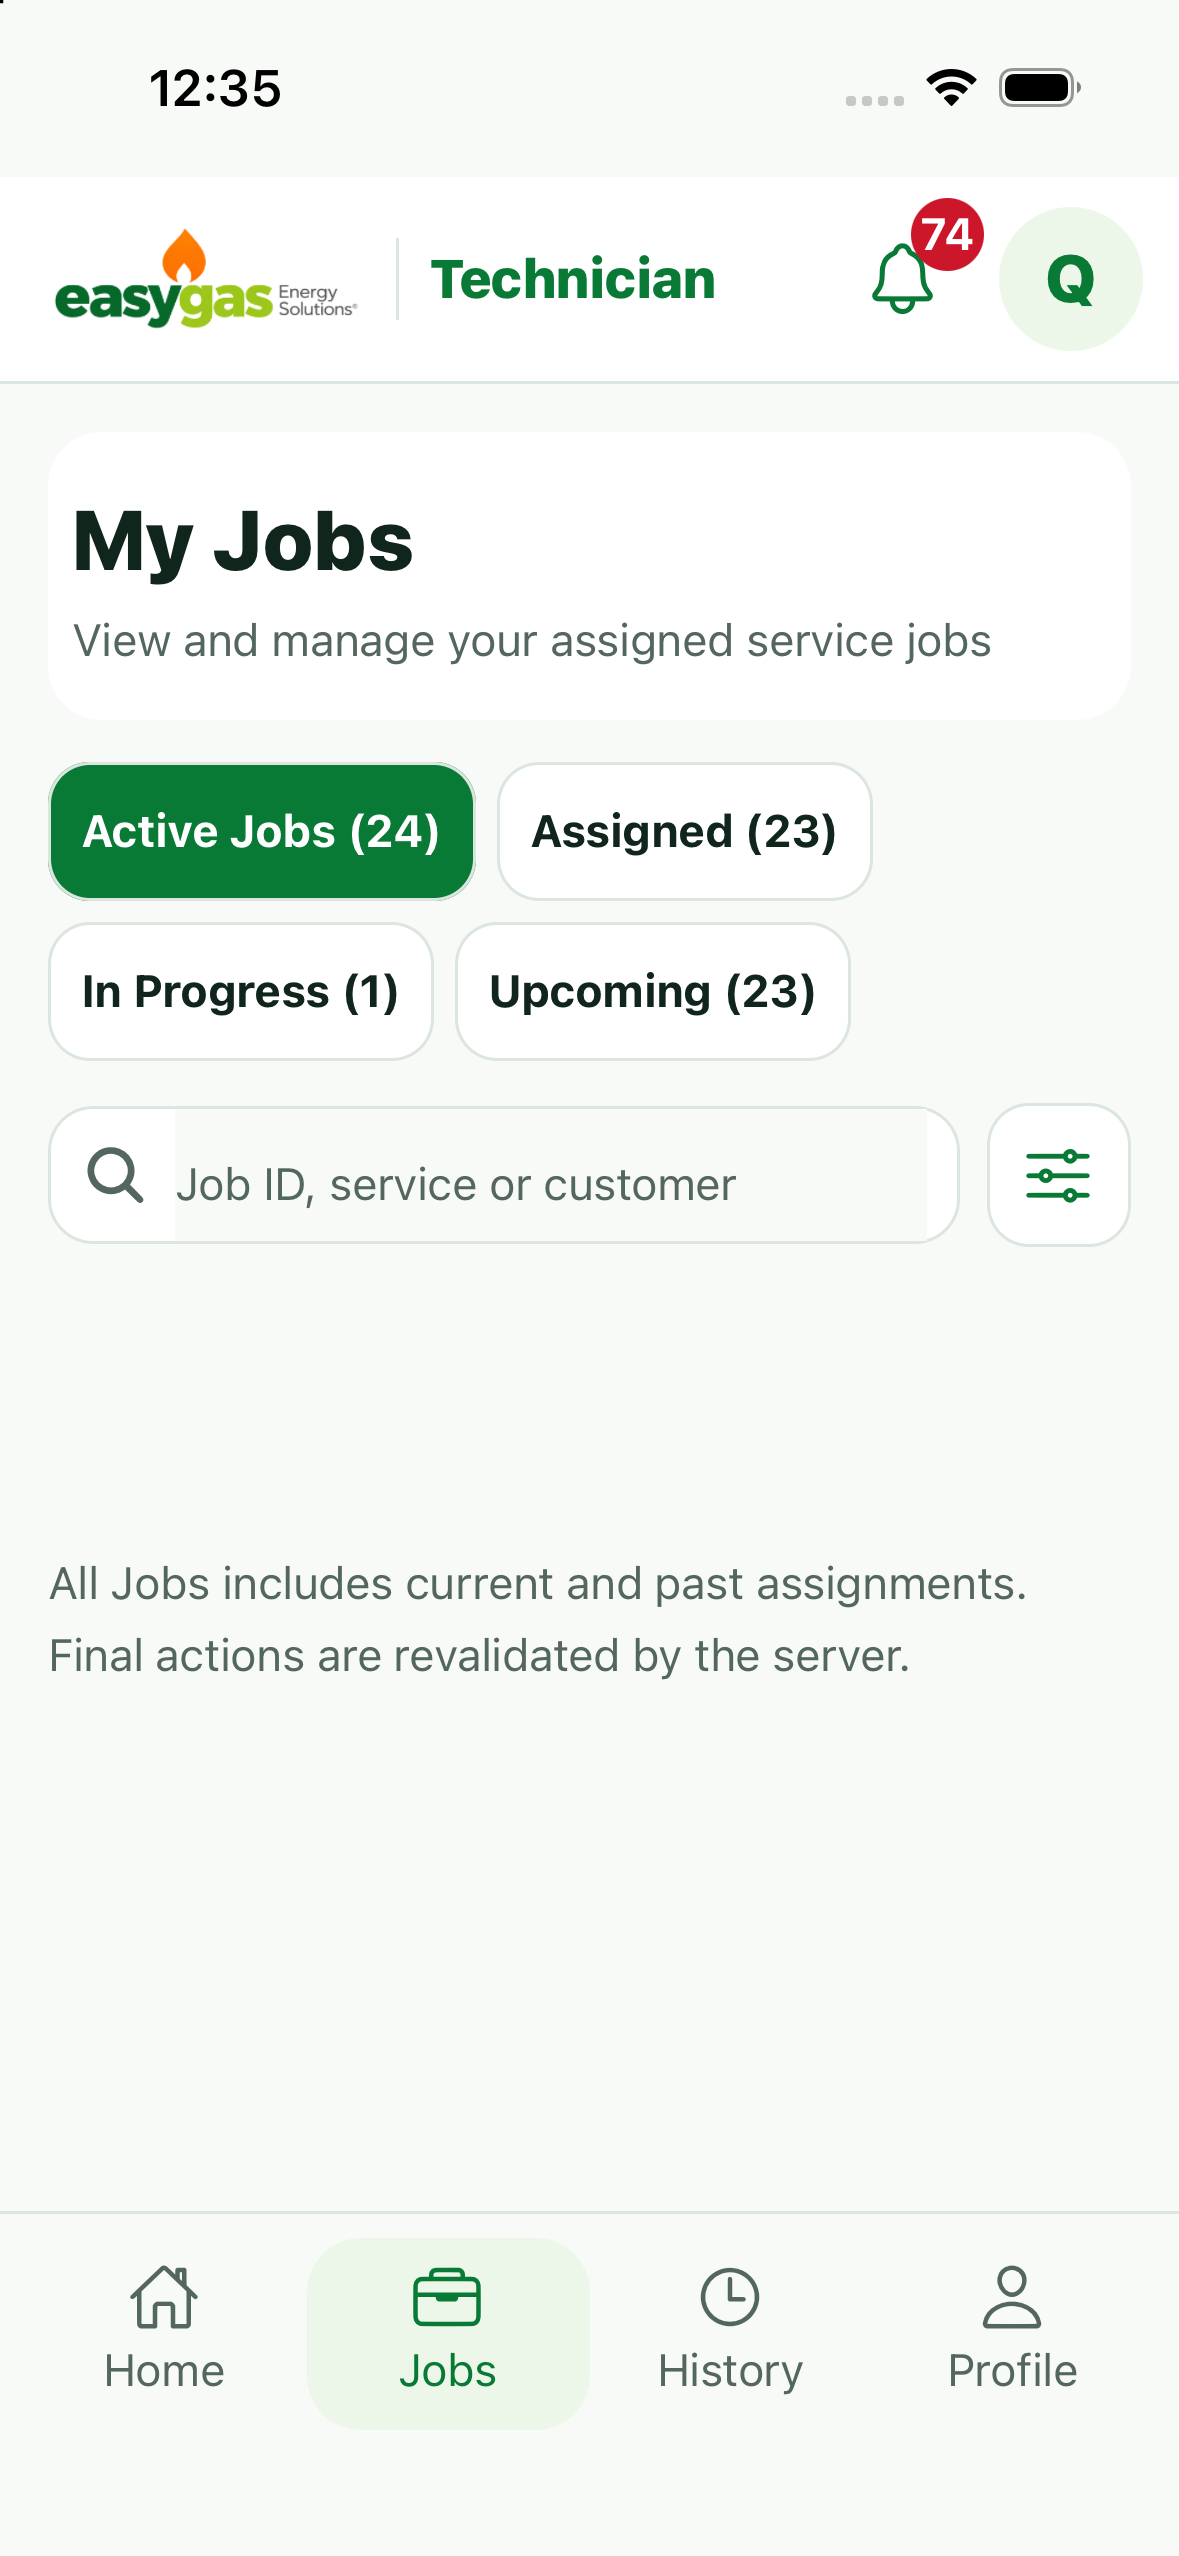 12:35
easygas Energy Solutions®
Technician
74
Q
My Jobs
View and manage your assigned service jobs
Active Jobs (24)
Assigned (23)
In Progress (1)
Upcoming (23)
Job ID, service or customer
All Jobs includes current and past assignments.
Final actions are revalidated by the server.
Home
Jobs
History
Profile